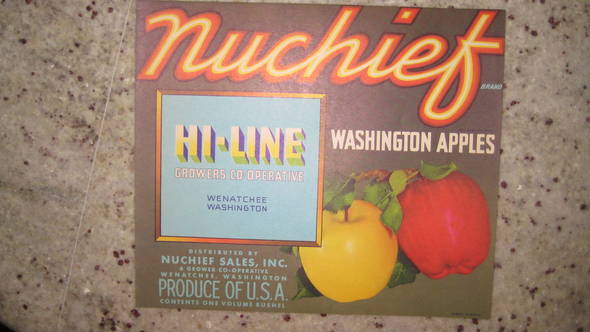 Nuchief
BRAND
HI-LINE
GROWERS CO-OPERATIVE
WENATCHEE
WASHINGTON
WASHINGTON APPLES
DISTRIBUTED BY
NUCHIEF SALES, INC.
A GROWER CO-OPERATIVE
WENATCHEE, WASHINGTON
PRODUCE OF U.S.A.
CONTENTS ONE VOLUME BUSHEL